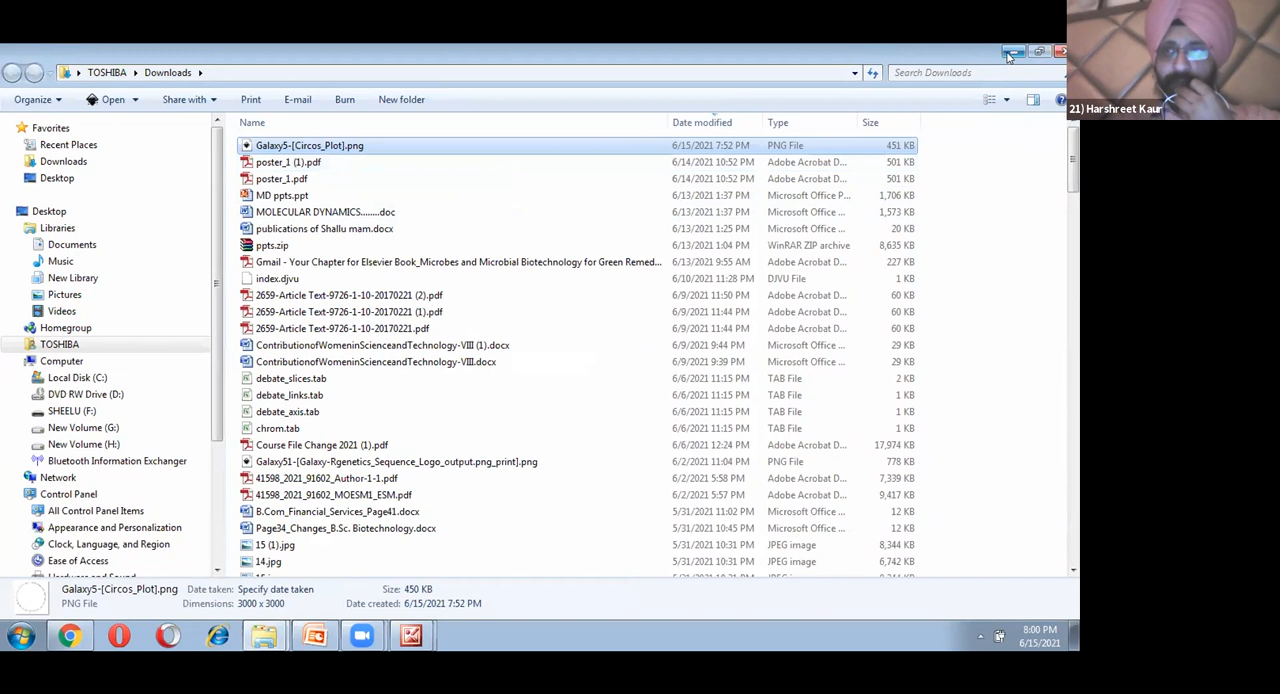 TOSHIBA Downloads
Search Downloads
21) Harshreet Kaur
Organize Open Share with Print E-mail Burn New folder
Favorites
Recent Places
Downloads
Desktop
Desktop
Libraries
Documents
Music
New Library
Pictures
Videos
Homegroup
TOSHIBA
Computer
Local Disk (C:)
DVD RW Drive (D:)
SHEELU (F:)
New Volume (G:)
New Volume (H:)
Bluetooth Information Exchanger
Network
Control Panel
All Control Panel Items
Appearance and Personalization
Clock, Language, and Region
Ease of Access
Hardware and Sound
Name Date modified Type Size
Galaxy5-[Circos_Plot].png 6/15/2021 7:52 PM PNG File 451 KB
poster_1 (1).pdf 6/14/2021 10:52 PM Adobe Acrobat D... 501 KB
poster_1.pdf 6/14/2021 10:52 PM Adobe Acrobat D... 501 KB
MD ppts.ppt 6/13/2021 1:37 PM Microsoft Office P... 1,706 KB
MOLECULAR DYNAMICS........doc 6/13/2021 1:37 PM Microsoft Office ... 1,573 KB
publications of Shallu mam.docx 6/13/2021 1:25 PM Microsoft Office ... 20 KB
ppts.zip 6/13/2021 1:04 PM WinRAR ZIP archive 8,635 KB
Gmail - Your Chapter for Elsevier Book_Microbes and Microbial Biotechnology for Green Remed... 6/13/2021 9:55 AM Adobe Acrobat D... 227 KB
index.djvu 6/10/2021 11:28 PM DJVU File 1 KB
2659-Article Text-9726-1-10-20170221 (2).pdf 6/9/2021 11:50 PM Adobe Acrobat D... 60 KB
2659-Article Text-9726-1-10-20170221 (1).pdf 6/9/2021 11:44 PM Adobe Acrobat D... 60 KB
2659-Article Text-9726-1-10-20170221.pdf 6/9/2021 11:44 PM Adobe Acrobat D... 60 KB
ContributionofWomeninScienceandTechnology-VIII (1).docx 6/9/2021 9:44 PM Microsoft Office ... 29 KB
ContributionofWomeninScienceandTechnology-VIII.docx 6/9/2021 9:39 PM Microsoft Office ... 29 KB
debate_slices.tab 6/6/2021 11:15 PM TAB File 2 KB
debate_links.tab 6/6/2021 11:15 PM TAB File 1 KB
debate_axis.tab 6/6/2021 11:15 PM TAB File 1 KB
chrom.tab 6/6/2021 11:15 PM TAB File 1 KB
Course File Change 2021 (1).pdf 6/6/2021 12:24 PM Adobe Acrobat D... 17,974 KB
Galaxy51-[Galaxy-Rgenetics_Sequence_Logo_output.png_print].png 6/2/2021 11:04 PM PNG File 778 KB
41598_2021_91602_Author-1-1.pdf 6/2/2021 5:58 PM Adobe Acrobat D... 7,339 KB
41598_2021_91602_MOESM1_ESM.pdf 6/2/2021 5:57 PM Adobe Acrobat D... 9,417 KB
B.Com_Financial_Services_Page41.docx 5/31/2021 11:02 PM Microsoft Office ... 12 KB
Page34_Changes_B.Sc. Biotechnology.docx 5/31/2021 10:45 PM Microsoft Office ... 12 KB
15 (1).jpg 5/31/2021 10:31 PM JPEG image 8,344 KB
14.jpg 5/31/2021 10:31 PM JPEG image 6,742 KB
Galaxy5-[Circos_Plot].png Date taken: Specify date taken Size: 450 KB
PNG File Dimensions: 3000 x 3000 Date created: 6/15/2021 7:52 PM
8:00 PM
6/15/2021